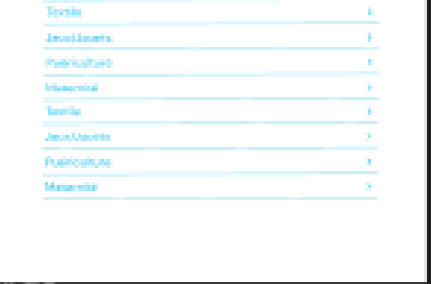 Textile
Jeux/Jouets
Puériculture
Maternité
Textile
Jeux/Jouets
Puériculture
Maternité